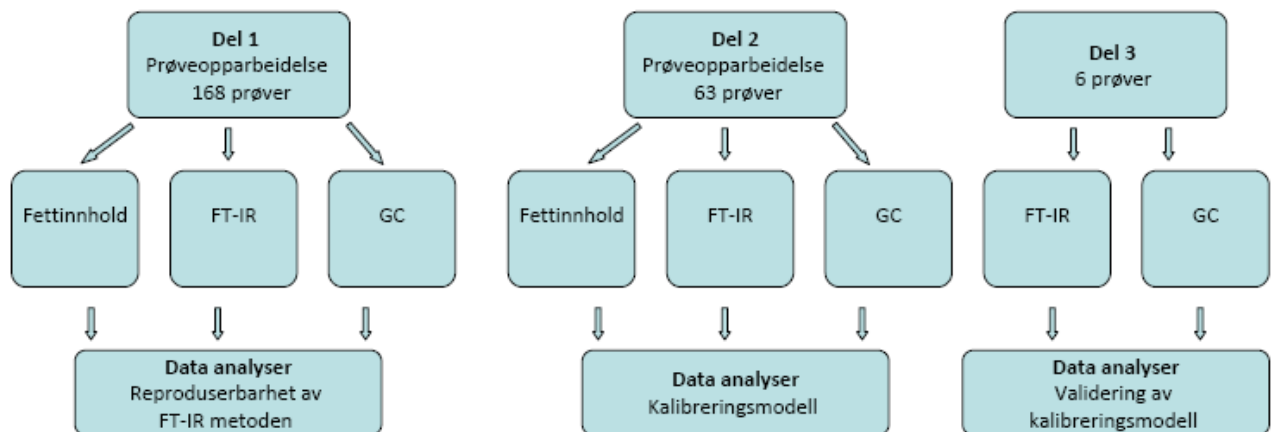 Del 1
Prøveopparbeidelse
168 prøver
Fettinnhold
FT-IR
GC
Data analyser
Reproduserbarhet av
FT-IR metoden
Del 2
Prøveopparbeidelse
63 prøver
Fettinnhold
FT-IR
GC
Data analyser
Kalibreringsmodell
Del 3
6 prøver
FT-IR
GC
Data analyser
Validering av
kalibreringsmodell